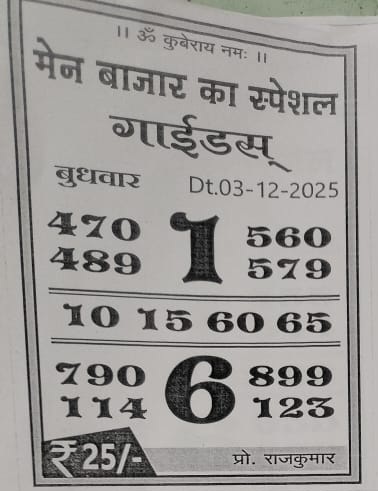 ।। ॐ कुबेराय नमः ।।
मेन बाजार का स्पेशल
गाईडस्
बुधवार Dt.03-12-2025
470 1 560
489 579
10 15 60 65
790 6 899
114 123
₹ 25/- प्रो. राजकुमार